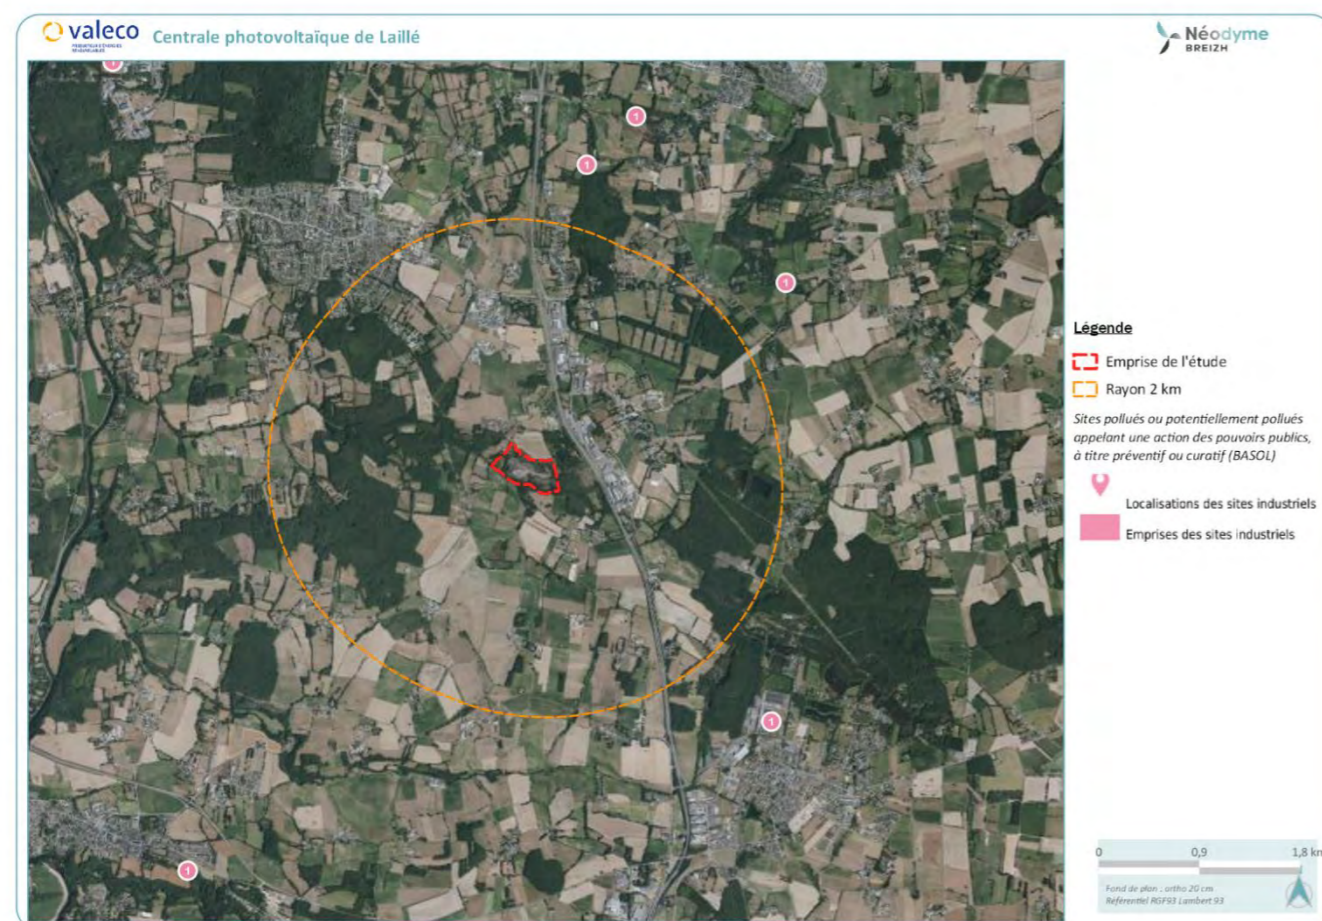 valeco
Centrale photovoltaïque de Laillé
Néodyme
BREIZH
1
1
1
1
1
1
Légende
Emprise de l'étude
Rayon 2 km
Sites pollués ou potentiellement pollués
appelant une action des pouvoirs publics,
à titre préventif ou curatif (BASOL)
Localisations des sites industriels
Emprises des sites industriels
0 0,9 1,8 km
Fond de plan : ortho 20 cm
Référentiel RGF93 Lambert 93